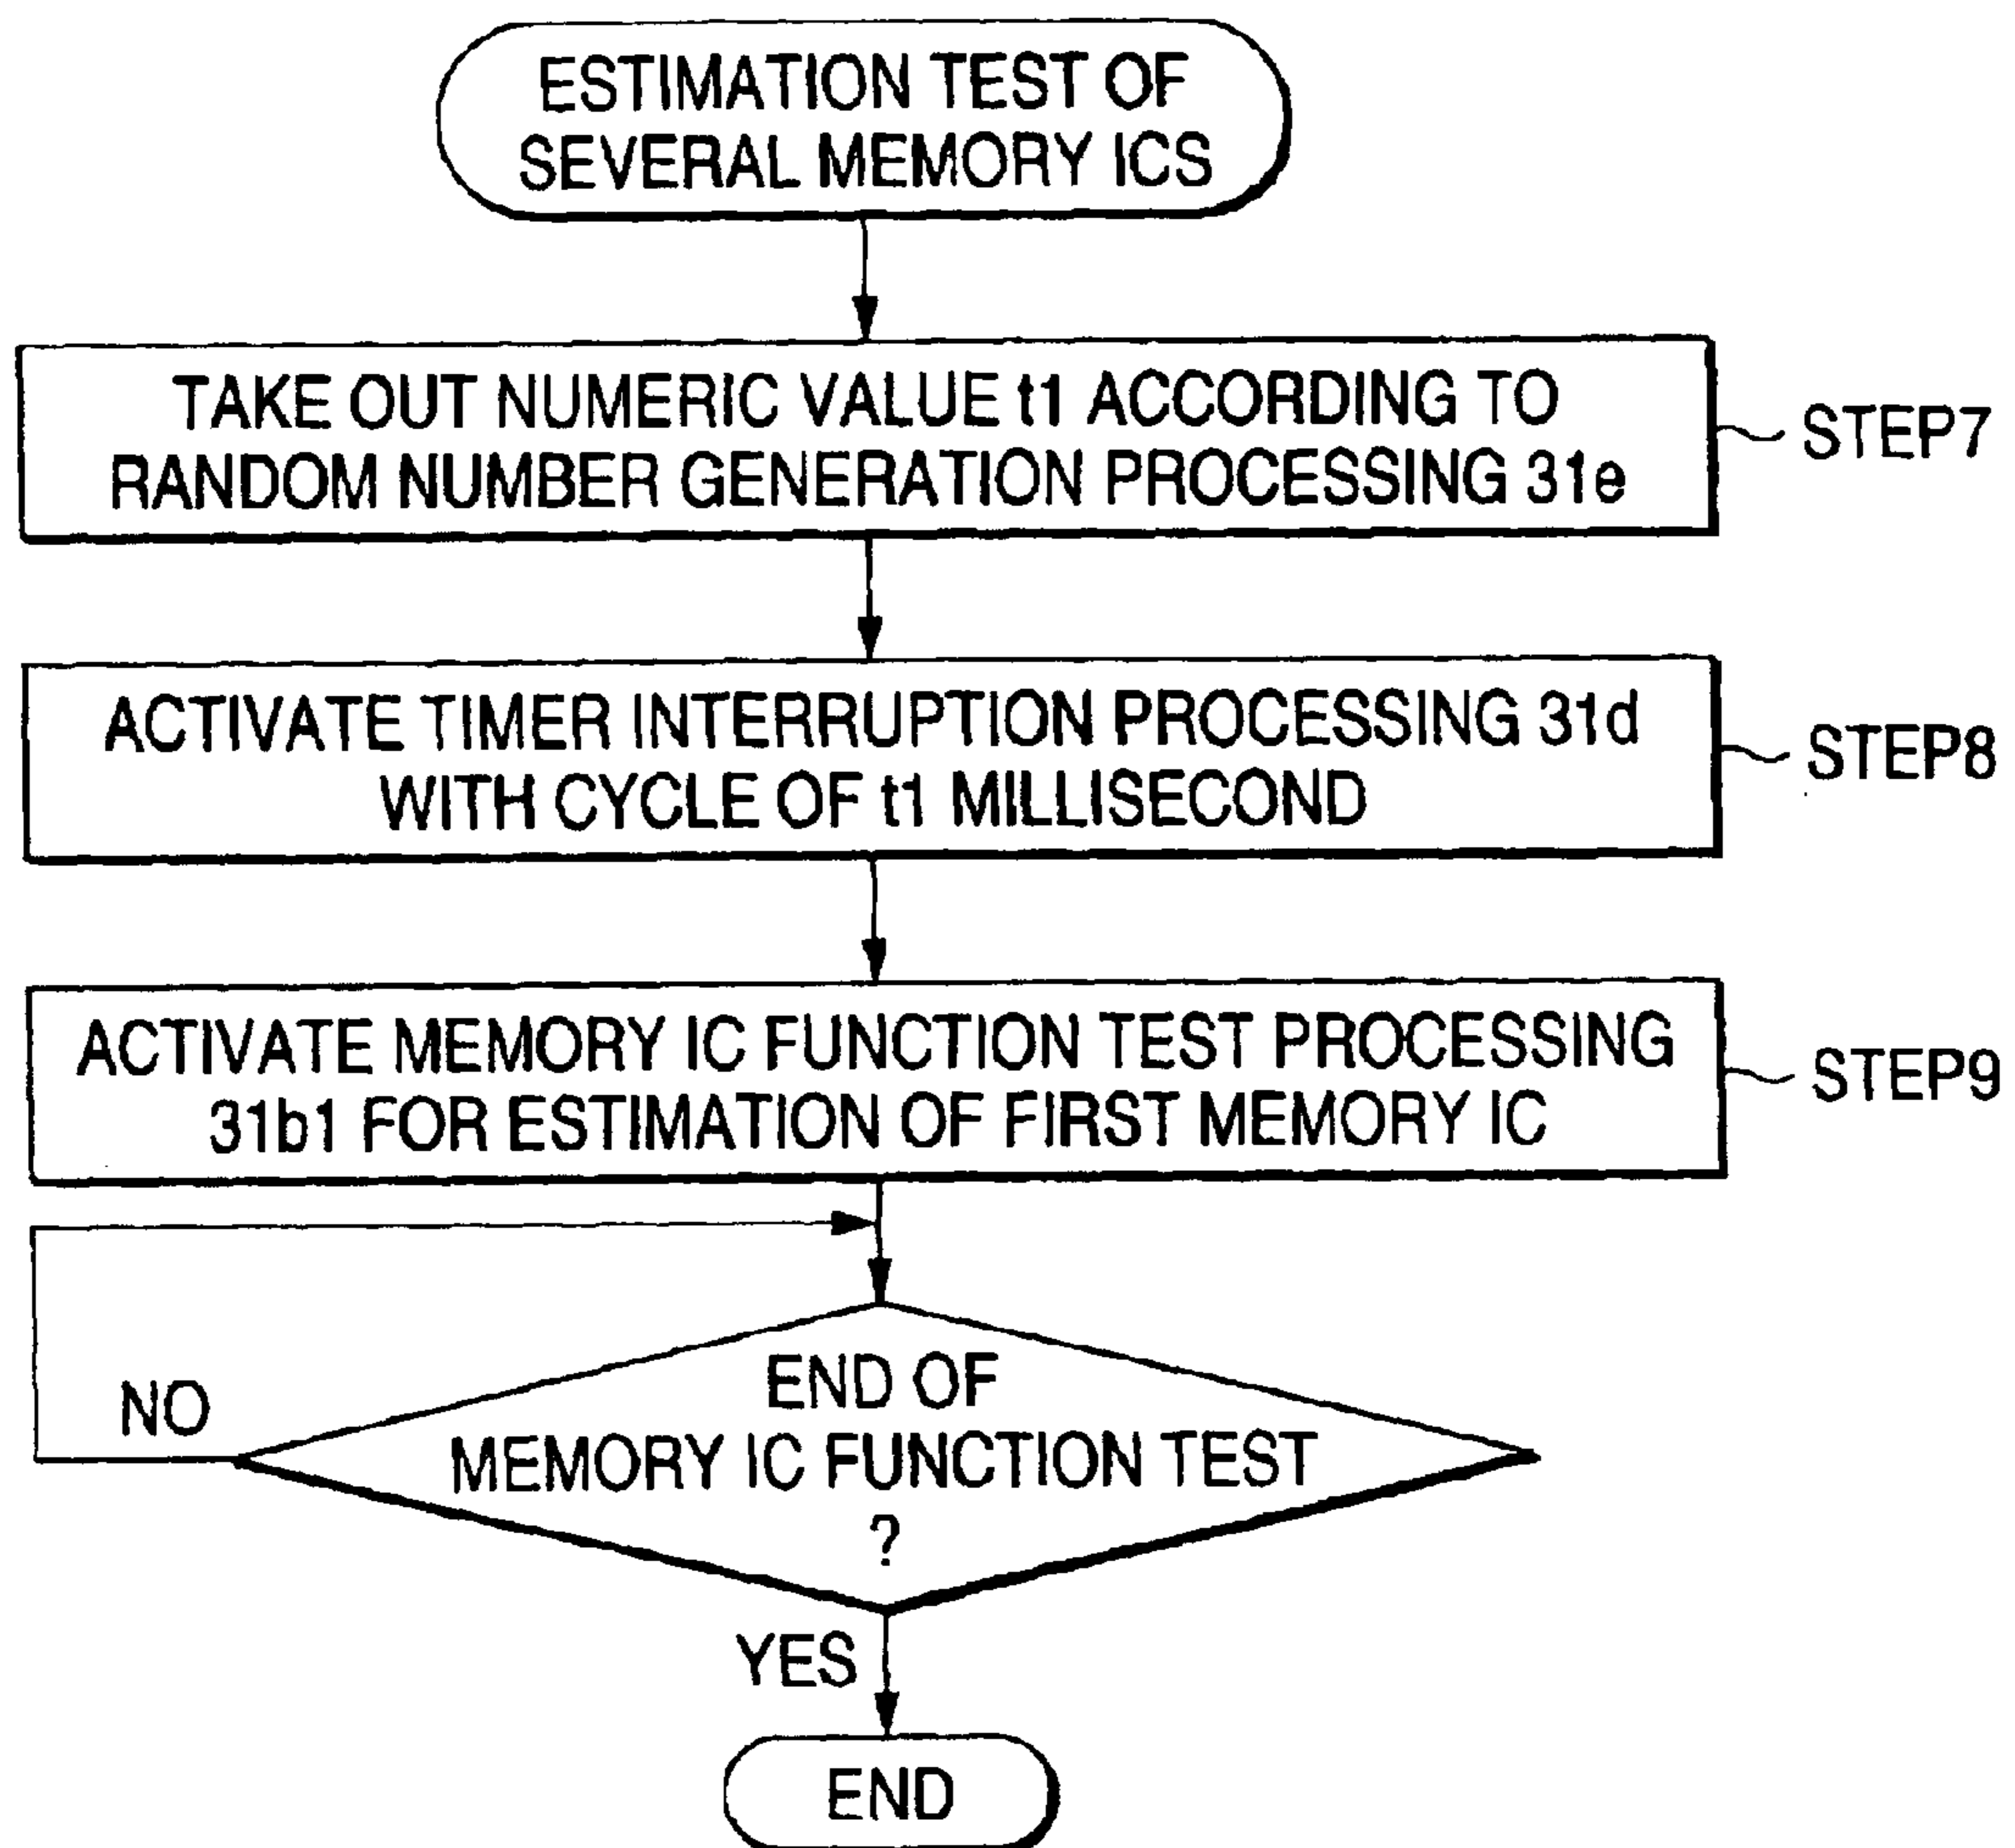 ESTIMATION TEST OF
SEVERAL MEMORY ICS
TAKE OUT NUMERIC VALUE t1 ACCORDING TO
RANDOM NUMBER GENERATION PROCESSING 31e
STEP7
ACTIVATE TIMER INTERRUPTION PROCESSING 31d
WITH CYCLE OF t1 MILLISECOND
STEP8
ACTIVATE MEMORY IC FUNCTION TEST PROCESSING
31b1 FOR ESTIMATION OF FIRST MEMORY IC
STEP9
NO
END OF
MEMORY IC FUNCTION TEST
?
YES
END